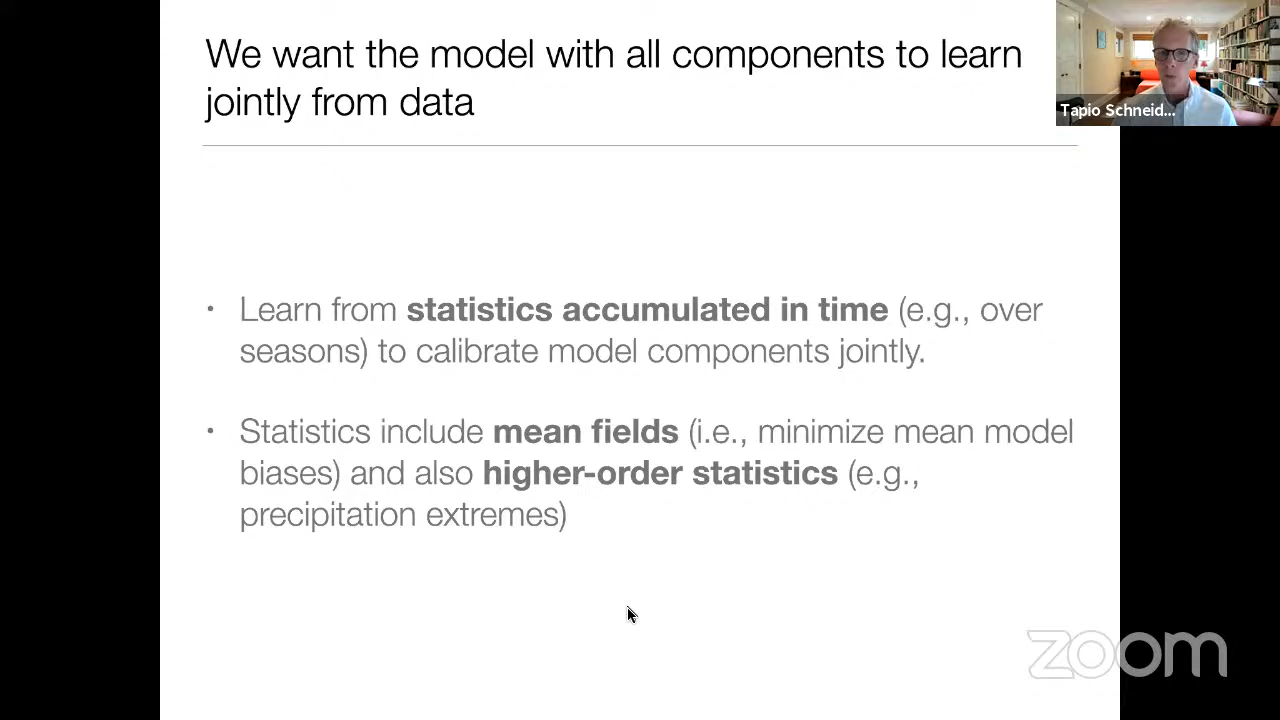 We want the model with all components to learn
jointly from data
Tapio Schneid...
• Learn from statistics accumulated in time (e.g., over
seasons) to calibrate model components jointly.
• Statistics include mean fields (i.e., minimize mean model
biases) and also higher-order statistics (e.g.,
precipitation extremes)
zoom